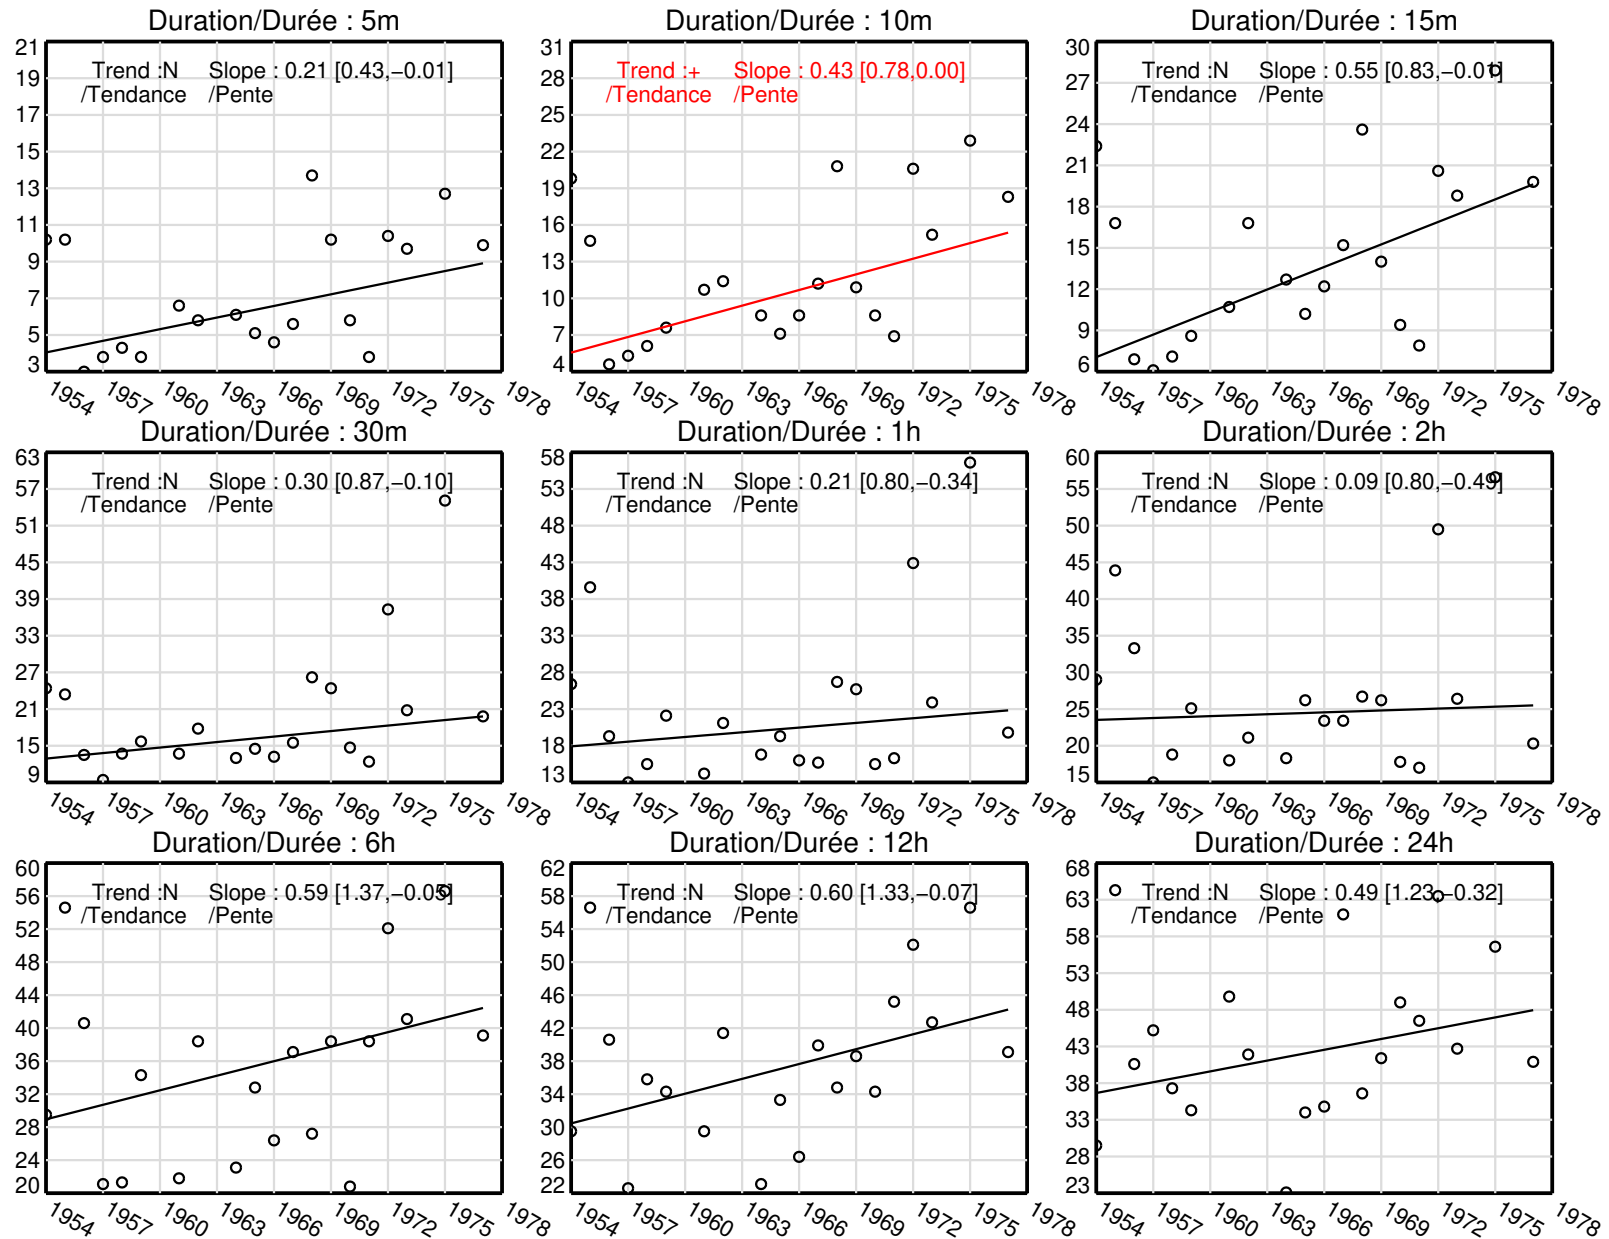 Duration/Durée : 5m
21
19
17
15
13
11
9
7
5
3
Trend :N Slope : 0.21 [0.43,−0.01]
/Tendance /Pente
1954 1957 1960 1963 1966 1969 1972 1975 1978
Duration/Durée : 10m
31
28
25
22
19
16
13
10
7
4
Trend :+ Slope : 0.43 [0.78,0.00]
/Tendance /Pente
1954 1957 1960 1963 1966 1969 1972 1975 1978
Duration/Durée : 15m
30
27
24
21
18
15
12
9
6
Trend :N Slope : 0.55 [0.83,−0.01]
/Tendance /Pente
1954 1957 1960 1963 1966 1969 1972 1975 1978
Duration/Durée : 30m
63
57
51
45
39
33
27
21
15
9
Trend :N Slope : 0.30 [0.87,−0.10]
/Tendance /Pente
1954 1957 1960 1963 1966 1969 1972 1975 1978
Duration/Durée : 1h
58
53
48
43
38
33
28
23
18
13
Trend :N Slope : 0.21 [0.80,−0.34]
/Tendance /Pente
1954 1957 1960 1963 1966 1969 1972 1975 1978
Duration/Durée : 2h
60
55
50
45
40
35
30
25
20
15
Trend :N Slope : 0.09 [0.80,−0.49]
/Tendance /Pente
1954 1957 1960 1963 1966 1969 1972 1975 1978
Duration/Durée : 6h
60
56
52
48
44
40
36
32
28
24
20
Trend :N Slope : 0.59 [1.37,−0.05]
/Tendance /Pente
1954 1957 1960 1963 1966 1969 1972 1975 1978
Duration/Durée : 12h
62
58
54
50
46
42
38
34
30
26
22
Trend :N Slope : 0.60 [1.33,−0.07]
/Tendance /Pente
1954 1957 1960 1963 1966 1969 1972 1975 1978
Duration/Durée : 24h
68
63
58
53
48
43
38
33
28
23
Trend :N Slope : 0.49 [1.23,−0.32]
/Tendance /Pente
1954 1957 1960 1963 1966 1969 1972 1975 1978